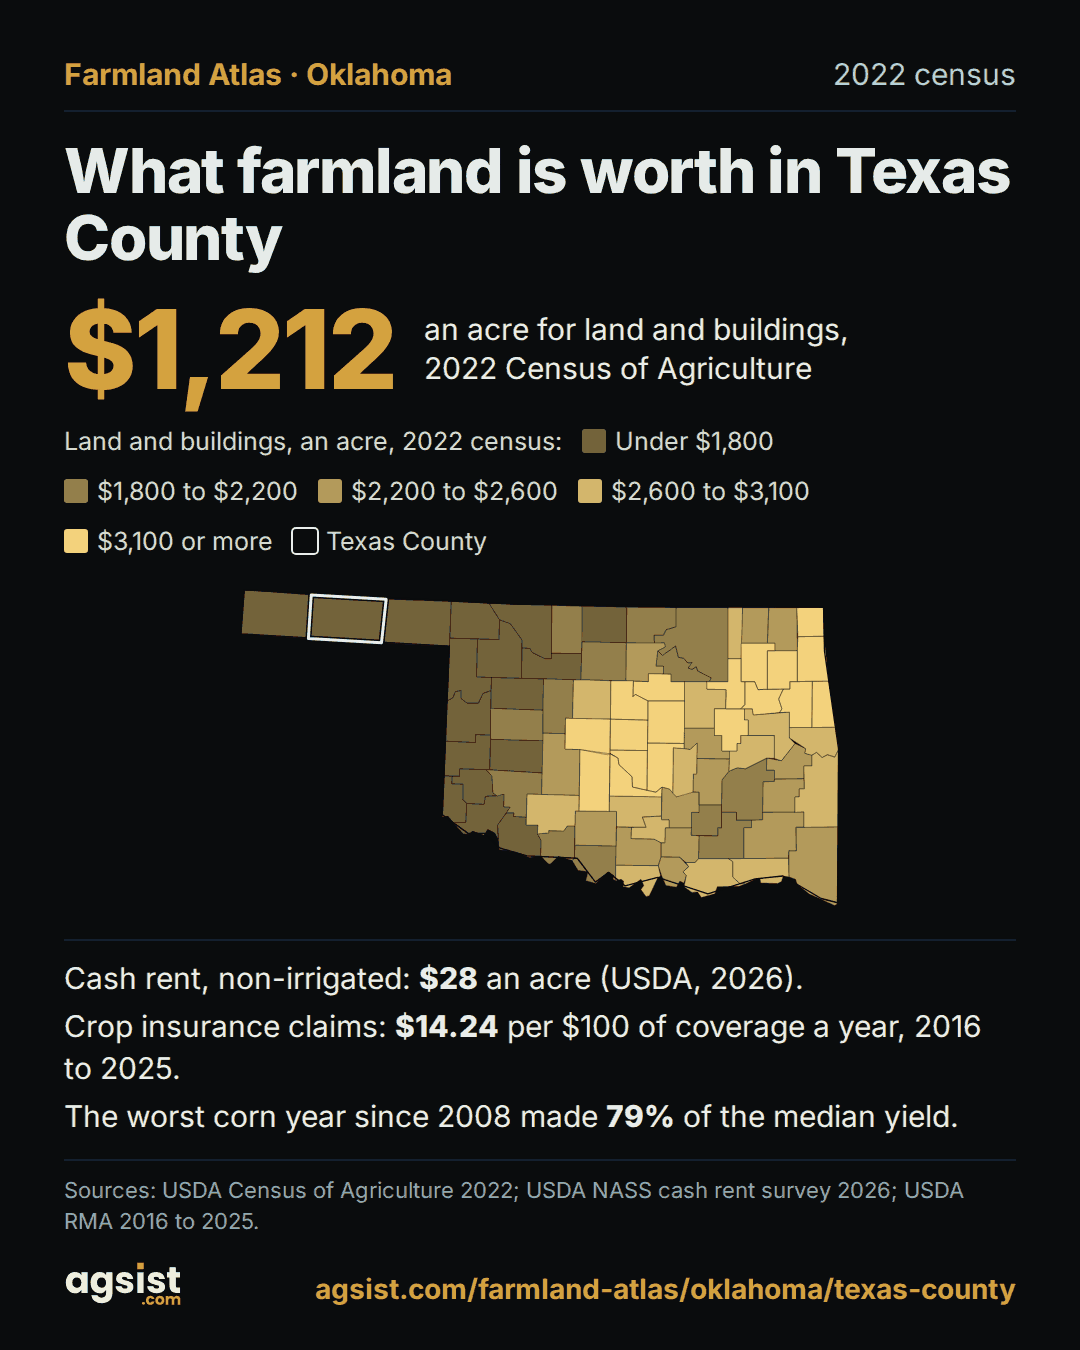 Farmland Atlas · Oklahoma
2022 census
What farmland is worth in Texas
County
$1,212
an acre for land and buildings,
2022 Census of Agriculture
Land and buildings, an acre, 2022 census: Under $1,800
$1,800 to $2,200 $2,200 to $2,600 $2,600 to $3,100
$3,100 or more Texas County
Cash rent, non-irrigated: $28 an acre (USDA, 2026).
Crop insurance claims: $14.24 per $100 of coverage a year, 2016
to 2025.
The worst corn year since 2008 made 79% of the median yield.
Sources: USDA Census of Agriculture 2022; USDA NASS cash rent survey 2026; USDA
RMA 2016 to 2025.
agsist
.com
agsist.com/farmland-atlas/oklahoma/texas-county